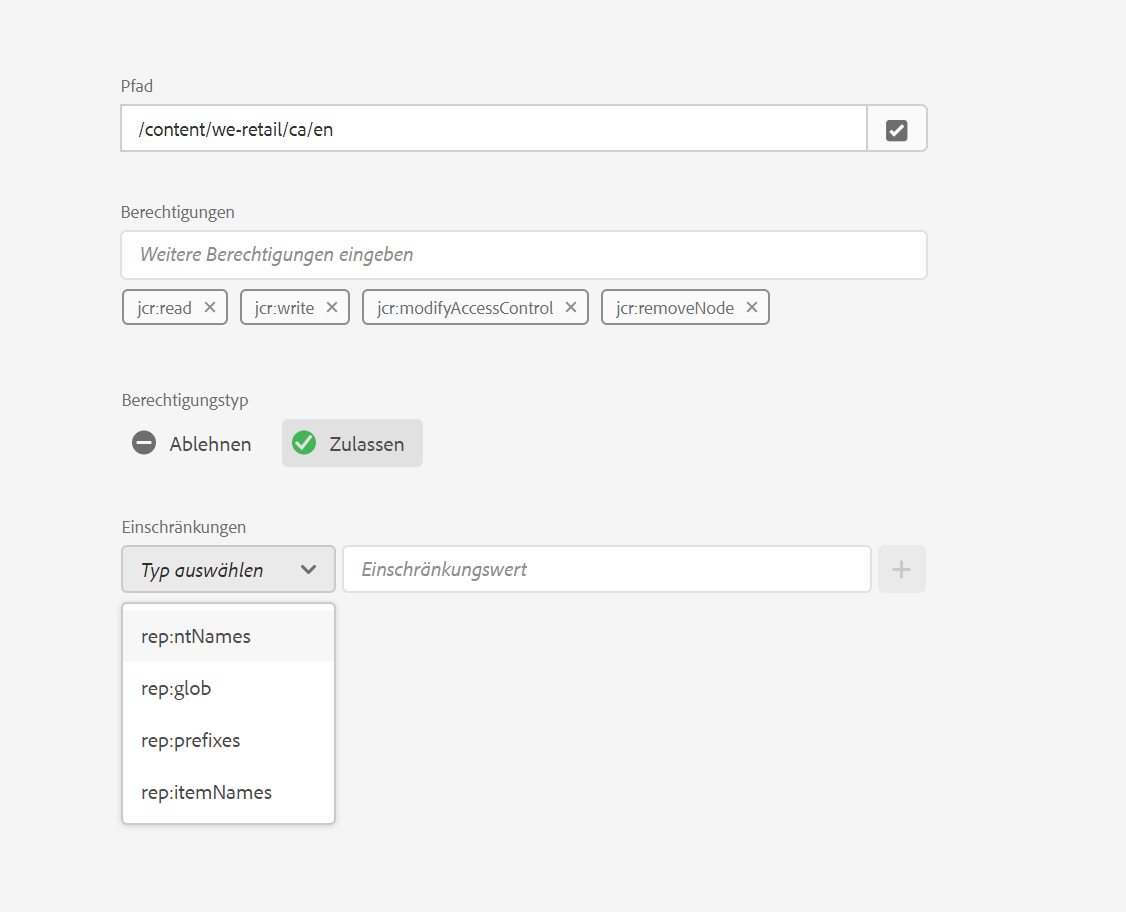 Pfad
/content/we-retail/ca/en
Berechtigungen
Weitere Berechtigungen eingeben
jcr:read jcr:write jcr:modifyAccessControl jcr:removeNode
Berechtigungstyp
Ablehnen Zulassen
Einschränkungen
Typ auswählen Einschränkungswert
rep:ntNames
rep:glob
rep:prefixes
rep:itemNames